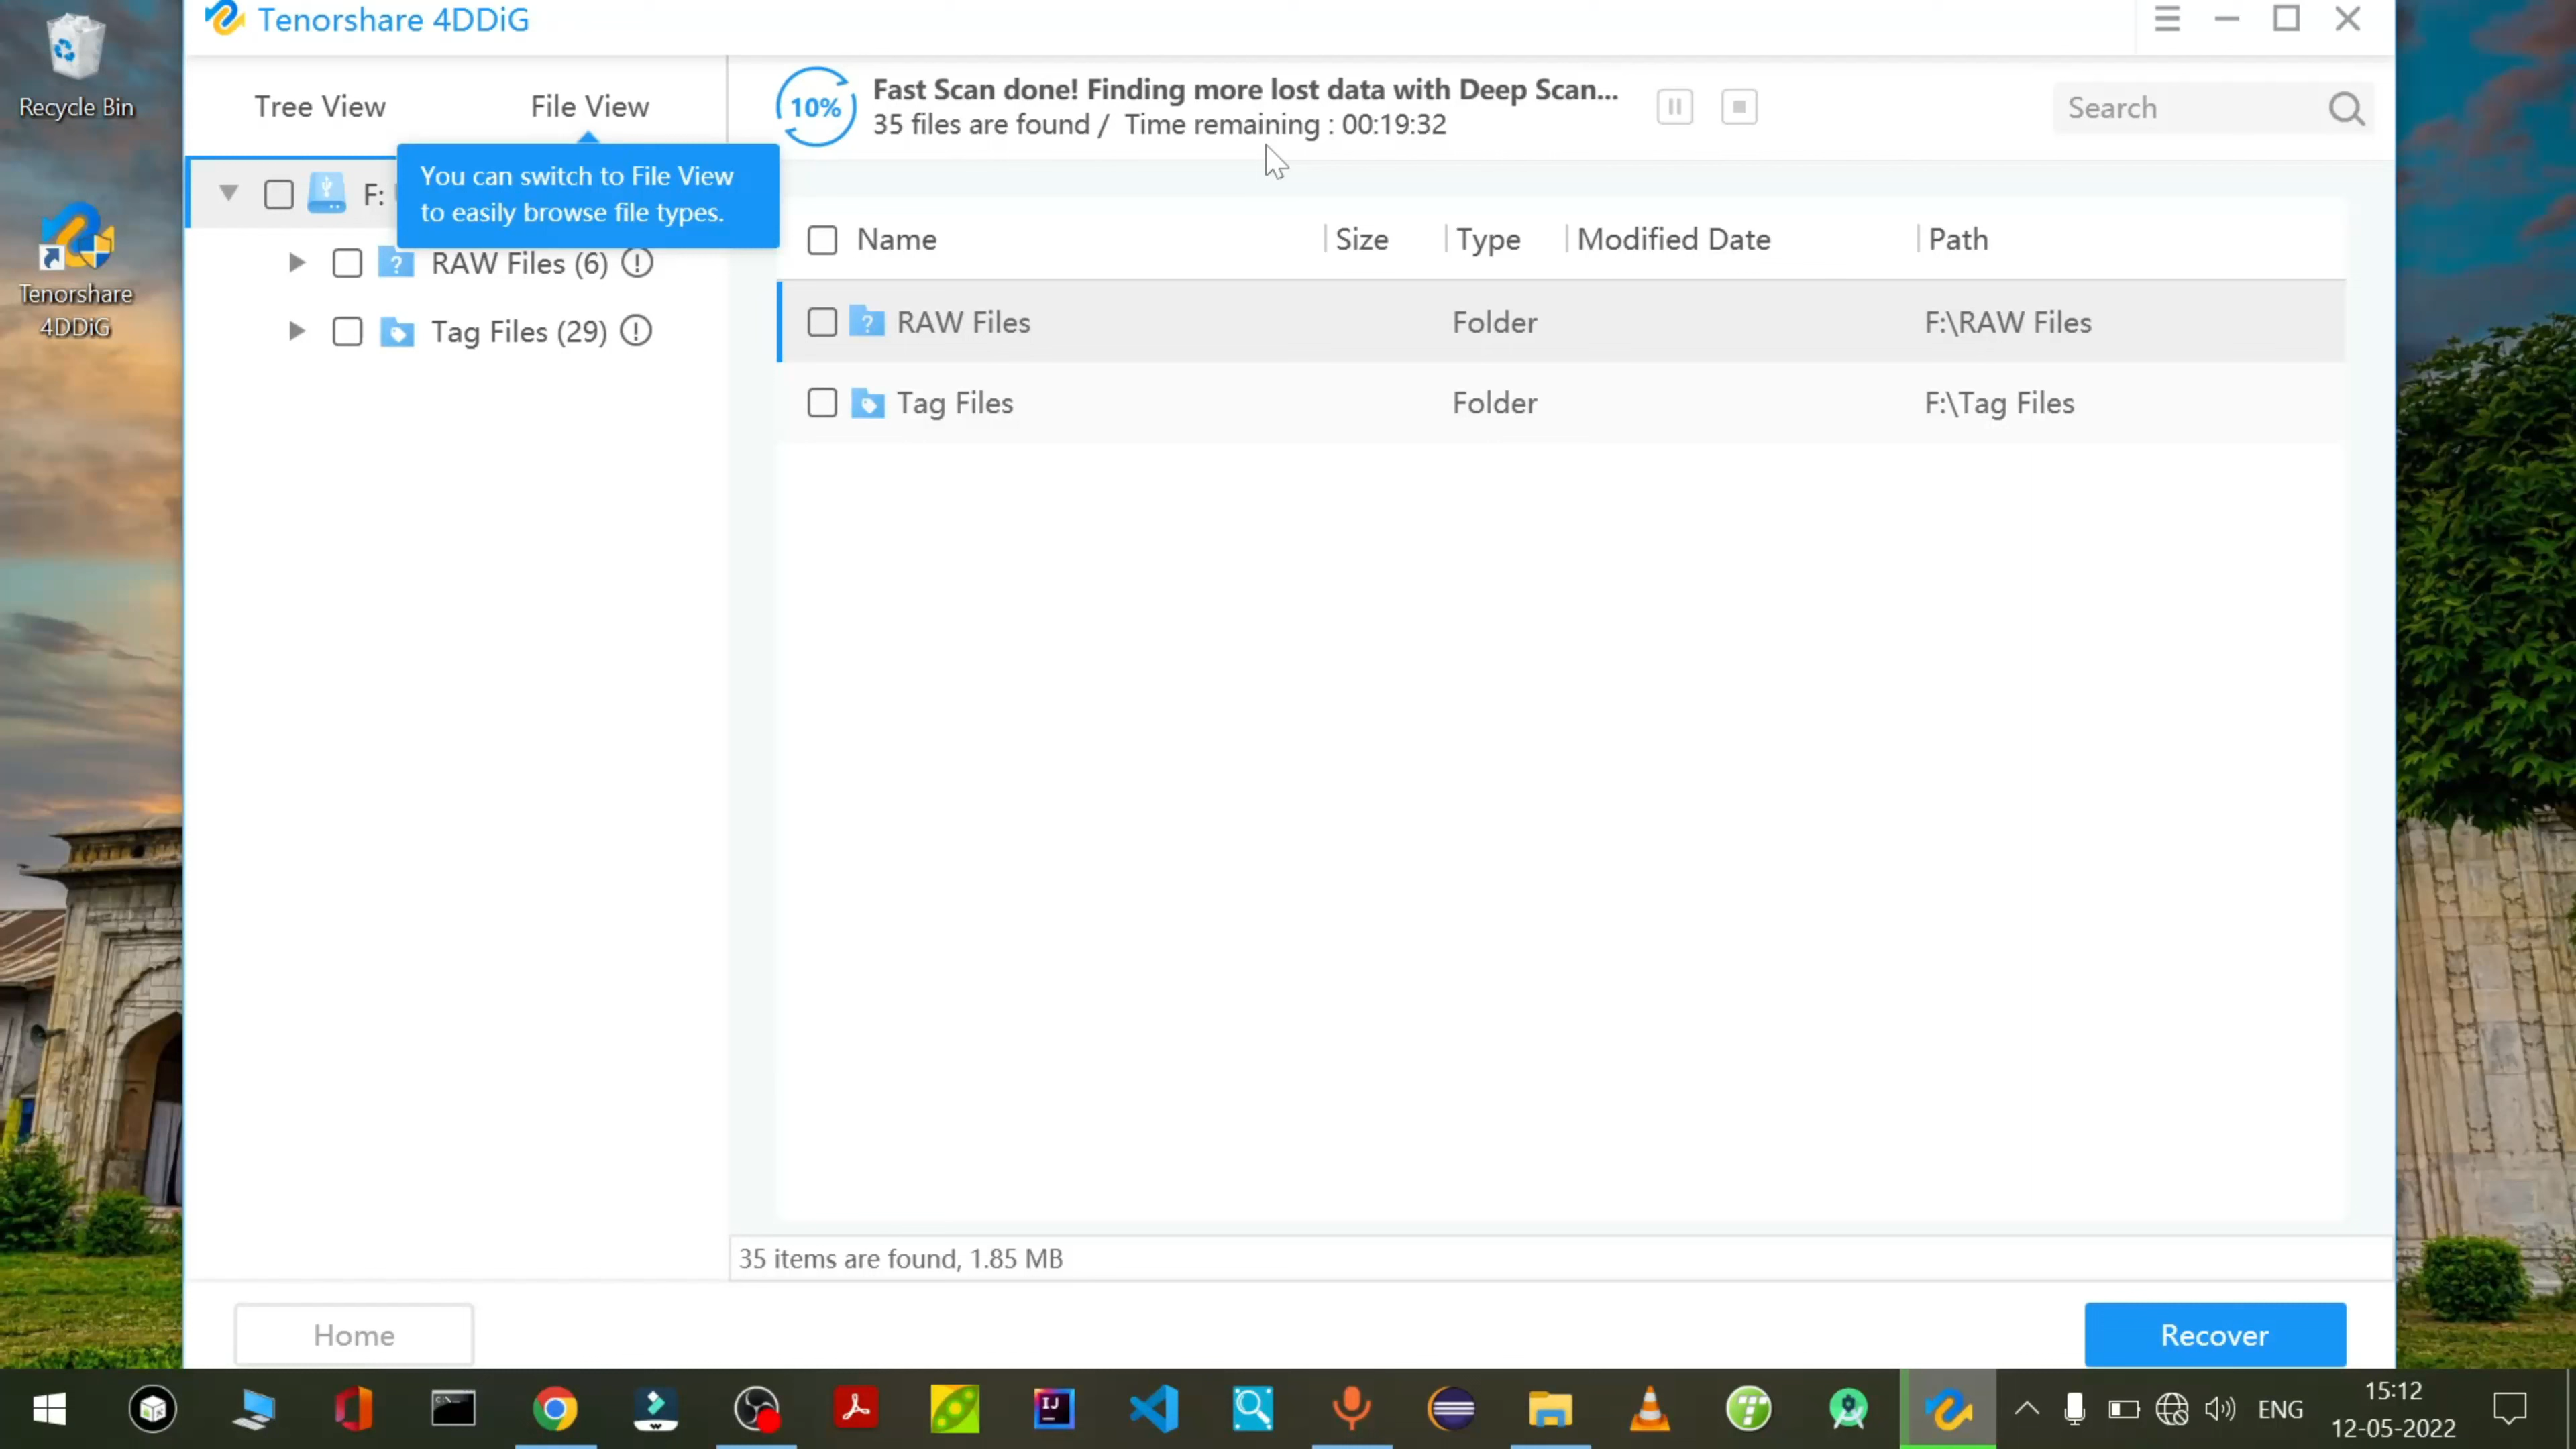 Tenorshare 4DDiG
Recycle Bin
Tenorshare
4DDiG
Tree View
File View
10%
Fast Scan done! Finding more lost data with Deep Scan...
35 files are found / Time remaining : 00:19:32
Search
You can switch to File View
to easily browse file types.
F:
RAW Files (6)
Tag Files (29)
Name
Size
Type
Modified Date
Path
RAW Files
Folder
F:\RAW Files
Tag Files
Folder
F:\Tag Files
35 items are found, 1.85 MB
Home
Recover
IJ
ENG
15:12
12-05-2022